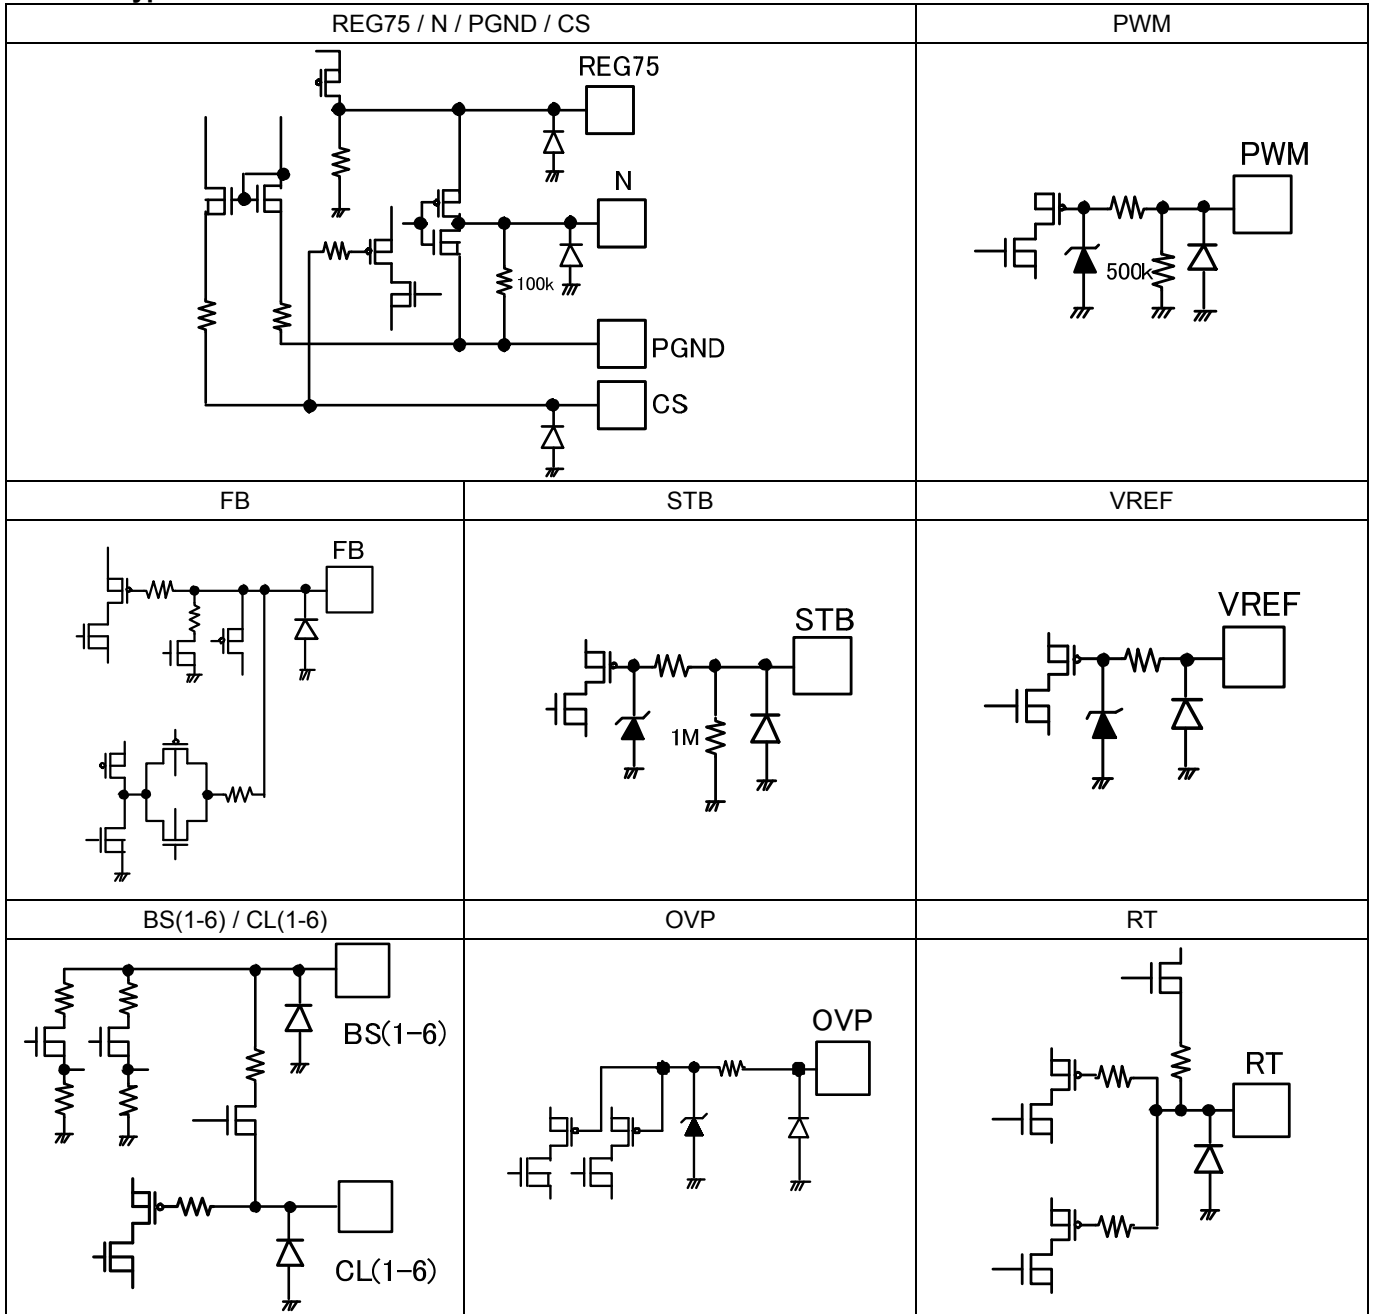 REG75 / N / PGND / CS
PWM
REG75
N
100k
PGND
CS
PWM
500k
FB
STB
VREF
FB
STB
1M
VREF
BS(1-6) / CL(1-6)
OVP
RT
BS(1-6)
CL(1-6)
OVP
RT